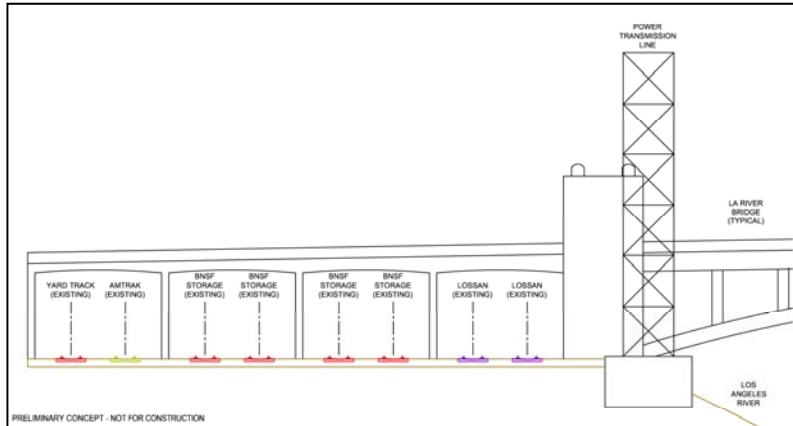 POWER
TRANSMISSION
LINE
LA RIVER
BRIDGE
(TYPICAL)
YARD TRACK
(EXISTING)
AMTRAK
(EXISTING)
BNSF
STORAGE
(EXISTING)
BNSF
STORAGE
(EXISTING)
BNSF
STORAGE
(EXISTING)
BNSF
STORAGE
(EXISTING)
LOSSAN
(EXISTING)
LOSSAN
(EXISTING)
LOS
ANGELES
RIVER
PRELIMINARY CONCEPT - NOT FOR CONSTRUCTION